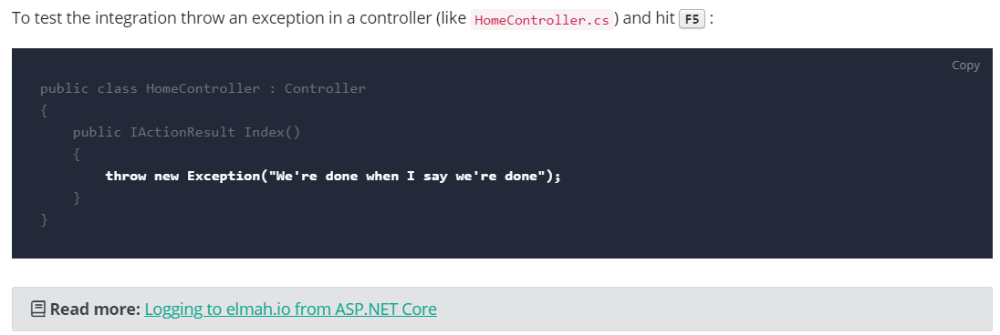 To test the integration throw an exception in a controller (like HomeController.cs ) and hit F5 :
Copy
public class HomeController : Controller
{
    public IActionResult Index()
    {
        throw new Exception("We're done when I say we're done");
    }
}
Read more: Logging to elmah.io from ASP.NET Core